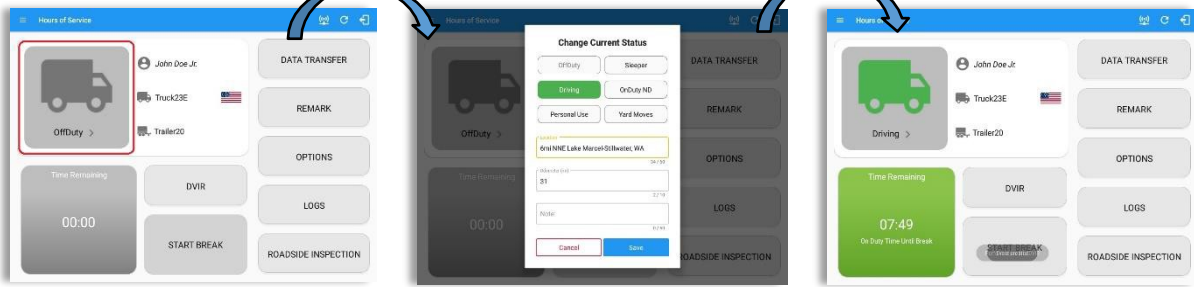 Hours of Service
John Doe Jr.
Truck23E
Trailer20
OffDuty >
Time Remaining
00:00
DVIR
START BREAK
DATA TRANSFER
REMARK
OPTIONS
LOGS
ROADSIDE INSPECTION
Hours of Service
OffDuty >
Time Remaining
00:00
Change Current Status
OffDuty
Sleeper
Driving
OnDuty ND
Personal Use
Yard Moves
6mi NNE Lake Marcel-Stillwater, WA
31
Note
Cancel
Save
DATA TRANSFER
REMARK
OPTIONS
LOGS
ROADSIDE INSPECTION
Hours
John Doe Jr.
Truck23E
Trailer20
Driving >
Time Remaining
07:49
On Duty Time Until Break
DVIR
START BREAK
DATA TRANSFER
REMARK
OPTIONS
LOGS
ROADSIDE INSPECTION